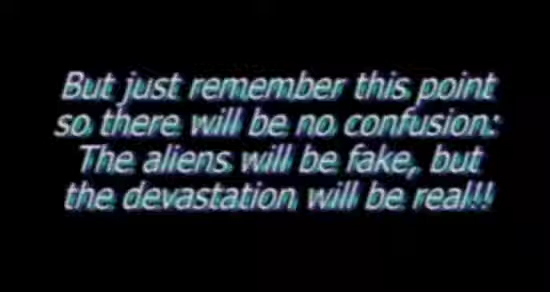 But just remember this point
so there will be no confusion:
The aliens will be fake, but
the devastation will be real!!